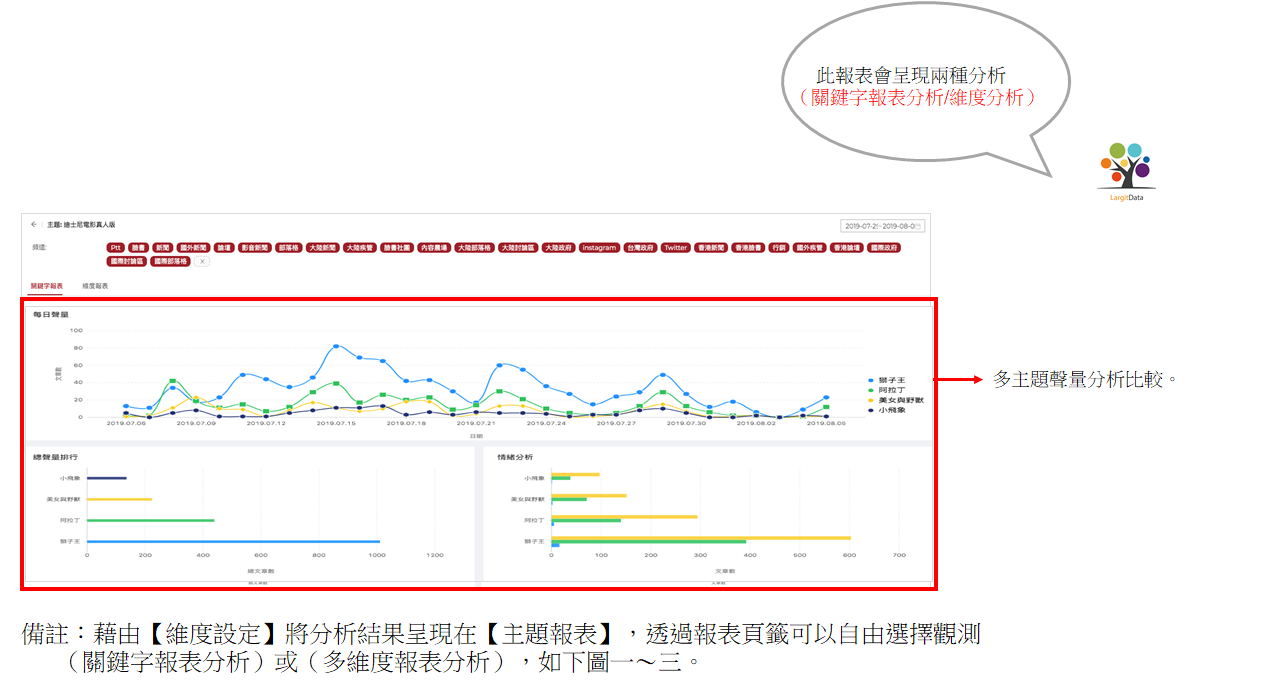 此報表會呈現兩種分析
（關鍵字報表分析/維度分析）
LargitData
主題: 迪士尼電影真人版
2019-07-2
2019-08-0
頻道:
Ptt 臉書 新聞 國外新聞 論壇 影音新聞 部落格 大陸新聞 大陸疾管 臉書社團 內容農場 大陸部落格 大陸討論區 大陸政府 Instagram 台灣政府 Twitter 香港新聞 香港臉書 行銷 國外疾管 香港論壇 國際政府
國際討論區 國際部落格 X
關鍵字報表 維度報表
每日聲量
100
80
60
40
20
0
文章數
2019.07.06 2019.07.09 2019.07.12 2019.07.15 2019.07.18 2019.07.21 2019.07.24 2019.07.27 2019.07.30 2019.08.02 2019.08.05
日期
獅子王
阿拉丁
美女與野獸
小飛象
多主題聲量分析比較。
總聲量排行
小飛象
美女與野獸
阿拉丁
獅子王
0 200 400 600 800 1000 1200
總文章數
情緒分析
小飛象
美女與野獸
阿拉丁
獅子王
0 100 200 300 400 500 600 700
文章數
備註：藉由【維度設定】將分析結果呈現在【主題報表】，透過報表頁籤可以自由選擇觀測
（關鍵字報表分析）或（多維度報表分析），如下圖一～三。